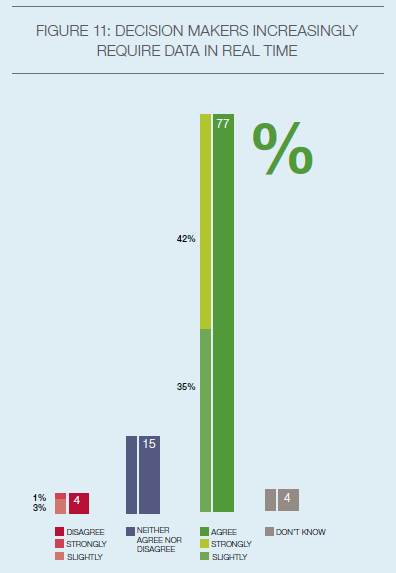 FIGURE 11: DECISION MAKERS INCREASINGLY
REQUIRE DATA IN REAL TIME
77
%
42%
35%
15
1%
3%
4
4
DISAGREE
STRONGLY
SLIGHTLY
NEITHER
AGREE NOR
DISAGREE
AGREE
STRONGLY
SLIGHTLY
DON'T KNOW